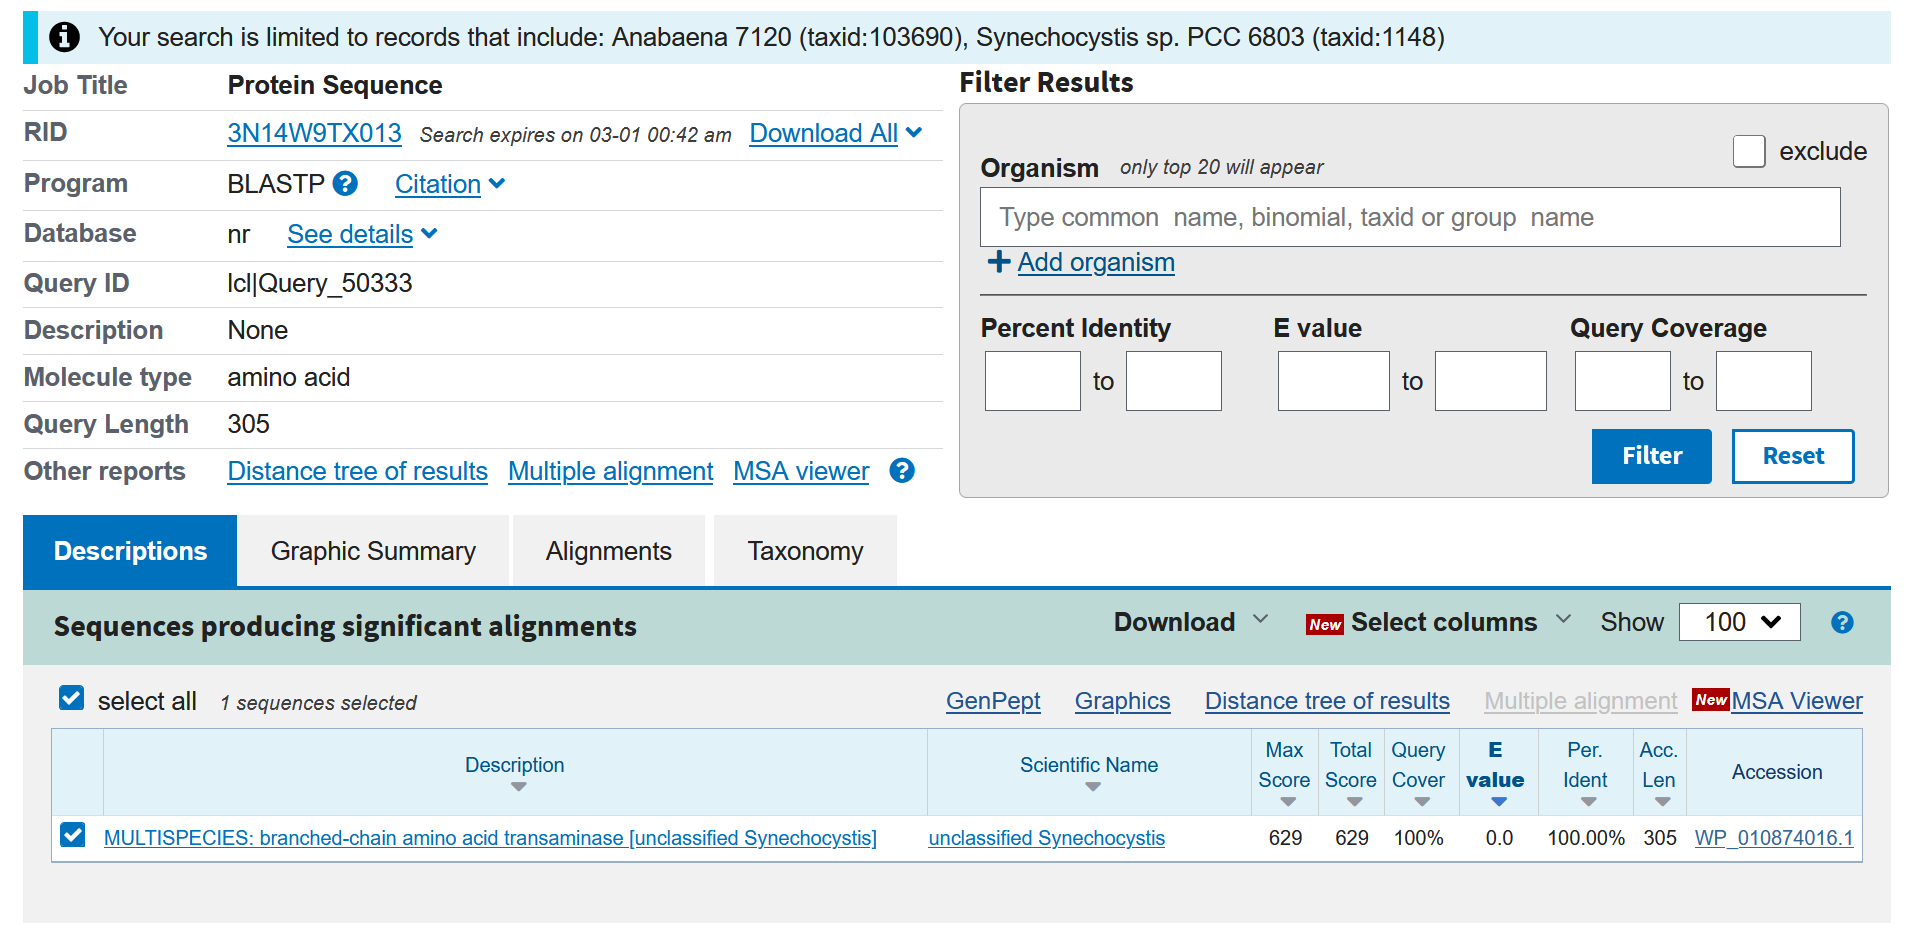 Your search is limited to records that include: Anabaena 7120 (taxid:103690), Synechocystis sp. PCC 6803 (taxid:1148)
Job Title Protein Sequence
RID 3N14W9TX013 Search expires on 03-01 00:42 am Download All
Program BLASTP ? Citation
Database nr See details
Query ID lcl|Query_50333
Description None
Molecule type amino acid
Query Length 305
Other reports Distance tree of results Multiple alignment MSA viewer ?
Filter Results
Organism only top 20 will appear exclude
Type common name, binomial, taxid or group name
+ Add organism
Percent Identity E value Query Coverage
to to to
Filter Reset
Descriptions Graphic Summary Alignments Taxonomy
Sequences producing significant alignments Download New Select columns Show 100 ?
select all 1 sequences selected GenPept Graphics Distance tree of results Multiple alignment New MSA Viewer
Description Scientific Name Max Score Total Score Query Cover E value Per. Ident Acc. Len Accession
MULTISPECIES: branched-chain amino acid transaminase [unclassified Synechocystis] unclassified Synechocystis 629 629 100% 0.0 100.00% 305 WP_010874016.1